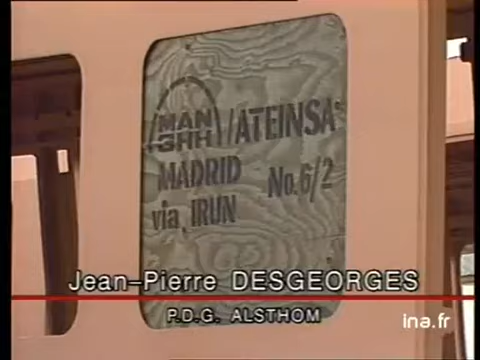 MAN
GHH //ATEINSA
MADRID No.6/2
via IRUN
Jean-Pierre DESGEORGES
P.D.G. ALSTHOM
ina.fr